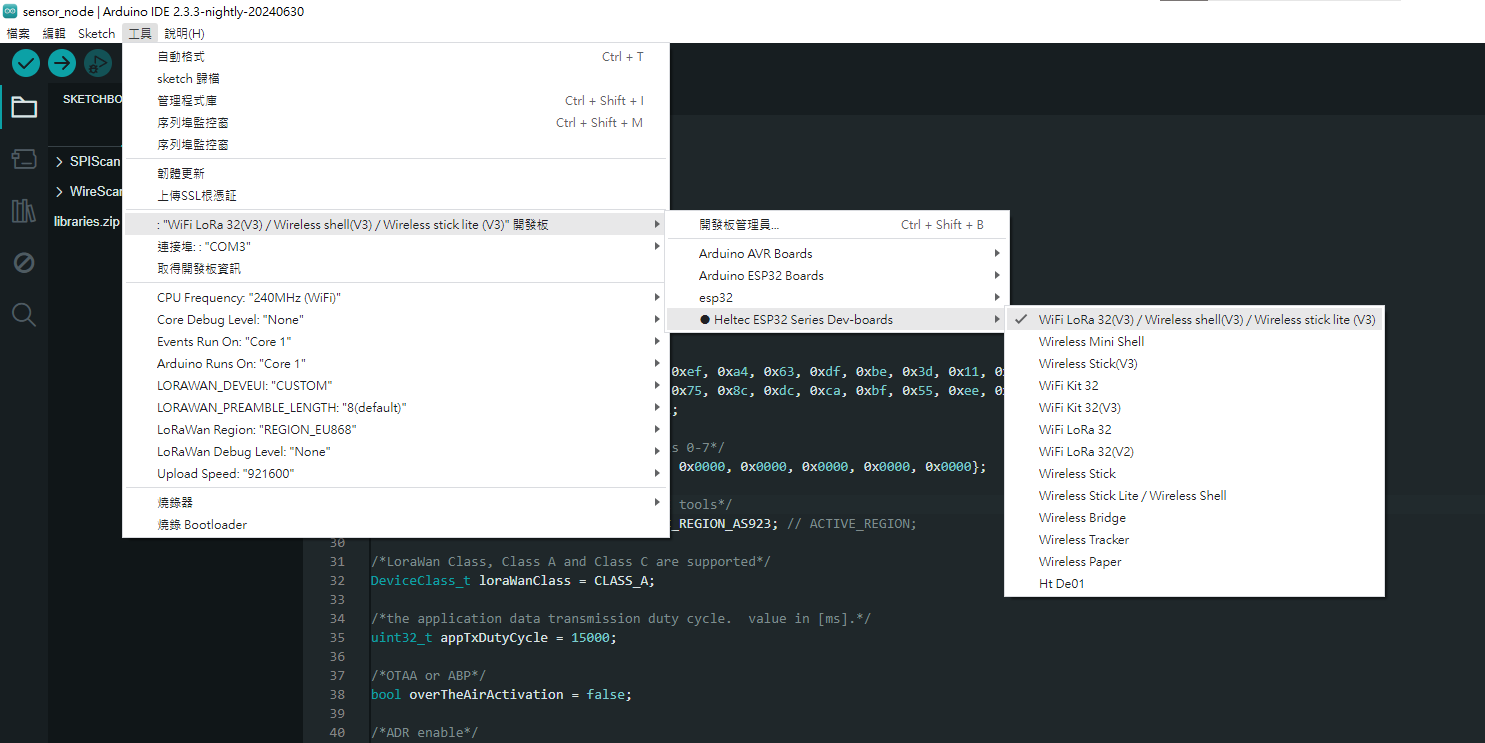 sensor_node | Arduino IDE 2.3.3-nightly-20240630
檔案 編輯 Sketch 工具 說明(H)
自動格式 Ctrl + T
sketch 歸檔
管理程式庫 Ctrl + Shift + I
序列埠監控窗 Ctrl + Shift + M
序列埠監控窗
韌體更新
上傳SSL根憑証
: "WiFi LoRa 32(V3) / Wireless shell(V3) / Wireless stick lite (V3)" 開發板
連接埠: : "COM3"
取得開發板資訊
CPU Frequency: "240MHz (WiFi)"
Core Debug Level: "None"
Events Run On: "Core 1"
Arduino Runs On: "Core 1"
LORAWAN_DEVEUI: "CUSTOM"
LORAWAN_PREAMBLE_LENGTH: "8(default)"
LoRaWan Region: "REGION_EU868"
LoRaWan Debug Level: "None"
Upload Speed: "921600"
燒錄器
燒錄 Bootloader
SKETCHBO
SPIScan
WireScan
libraries.zip
開發板管理員... Ctrl + Shift + B
Arduino AVR Boards
Arduino ESP32 Boards
esp32
● Heltec ESP32 Series Dev-boards
WiFi LoRa 32(V3) / Wireless shell(V3) / Wireless stick lite (V3)
Wireless Mini Shell
Wireless Stick(V3)
WiFi Kit 32
WiFi Kit 32(V3)
WiFi LoRa 32
WiFi LoRa 32(V2)
Wireless Stick
Wireless Stick Lite / Wireless Shell
Wireless Bridge
Wireless Tracker
Wireless Paper
Ht De01
0xef, 0xa4, 0x63, 0xdf, 0xbe, 0x3d, 0x11,
0x75, 0x8c, 0xdc, 0xca, 0xbf, 0x55, 0xee,
;
s 0-7*/
0x0000, 0x0000, 0x0000, 0x0000, 0x0000};
tools*/
_REGION_AS923; // ACTIVE_REGION;
30
31 /*LoraWan Class, Class A and Class C are supported*/
32 DeviceClass_t loraWanClass = CLASS_A;
33
34 /*the application data transmission duty cycle.  value in [ms].*/
35 uint32_t appTxDutyCycle = 15000;
36
37 /*OTAA or ABP*/
38 bool overTheAirActivation = false;
39
40 /*ADR enable*/